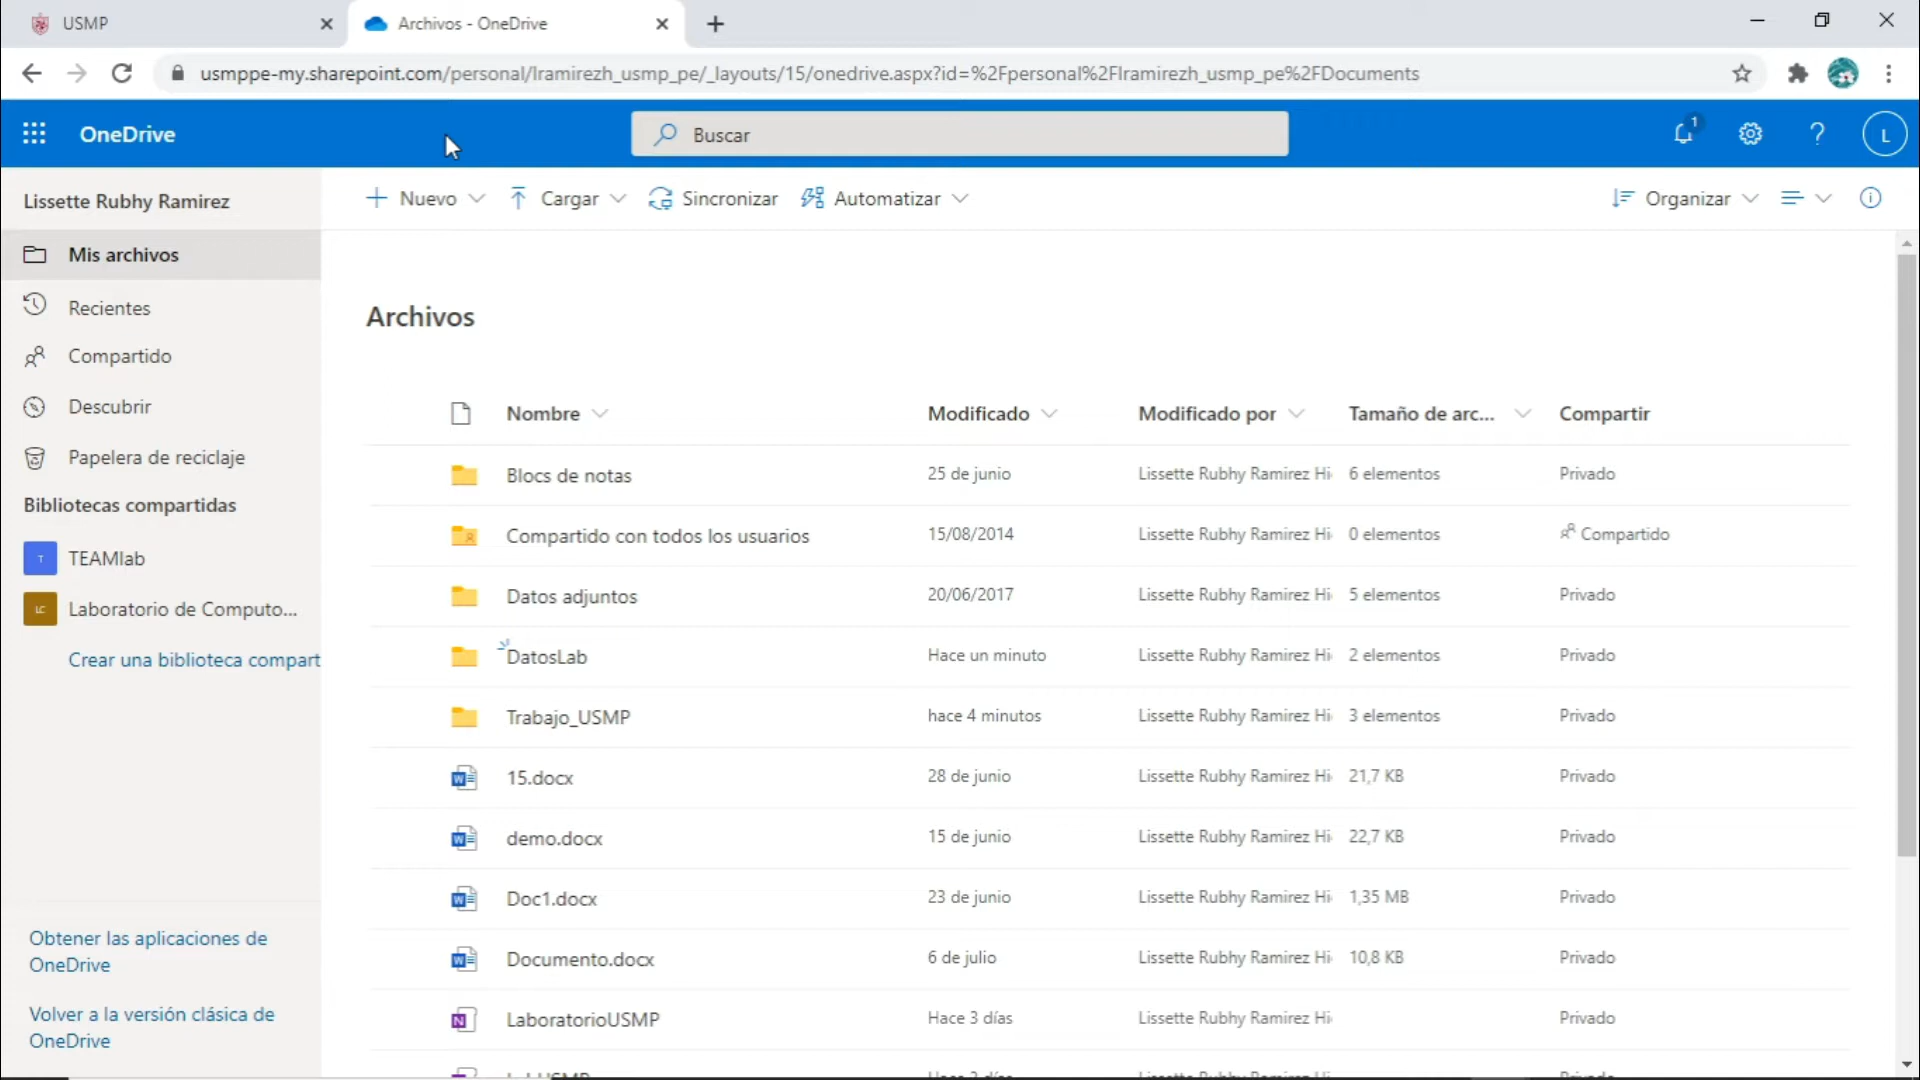 USMP
Archivos - OneDrive
usmppe-my.sharepoint.com/personal/lramirezh_usmp_pe/_layouts/15/onedrive.aspx?id=%2Fpersonal%2Flramirezh_usmp_pe%2FDocuments
OneDrive
Buscar
1
L
Lissette Rubhy Ramirez
Nuevo
Cargar
Sincronizar
Automatizar
Organizar
Mis archivos
Recientes
Compartido
Descubrir
Papelera de reciclaje
Bibliotecas compartidas
T TEAMlab
LC Laboratorio de Computo...
Crear una biblioteca compart
Obtener las aplicaciones de
OneDrive
Volver a la versión clásica de
OneDrive
Archivos
Nombre Modificado Modificado por Tamaño de arc... Compartir
Blocs de notas 25 de junio Lissette Rubhy Ramirez Hi 6 elementos Privado
Compartido con todos los usuarios 15/08/2014 Lissette Rubhy Ramirez Hi 0 elementos Compartido
Datos adjuntos 20/06/2017 Lissette Rubhy Ramirez Hi 5 elementos Privado
DatosLab Hace un minuto Lissette Rubhy Ramirez Hi 2 elementos Privado
Trabajo_USMP hace 4 minutos Lissette Rubhy Ramirez Hi 3 elementos Privado
15.docx 28 de junio Lissette Rubhy Ramirez Hi 21,7 KB Privado
demo.docx 15 de junio Lissette Rubhy Ramirez Hi 22,7 KB Privado
Doc1.docx 23 de junio Lissette Rubhy Ramirez Hi 1,35 MB Privado
Documento.docx 6 de julio Lissette Rubhy Ramirez Hi 10,8 KB Privado
LaboratorioUSMP Hace 3 días Lissette Rubhy Ramirez Hi Privado